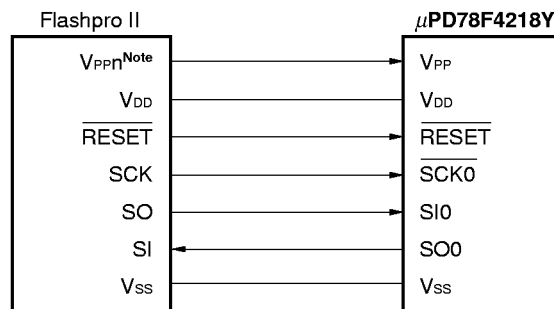 Flashpro II μPD78F4218Y
VPPnNote VPP
VDD VDD
RESET RESET
SCK SCK0
SO SI0
SI SO0
VSS VSS